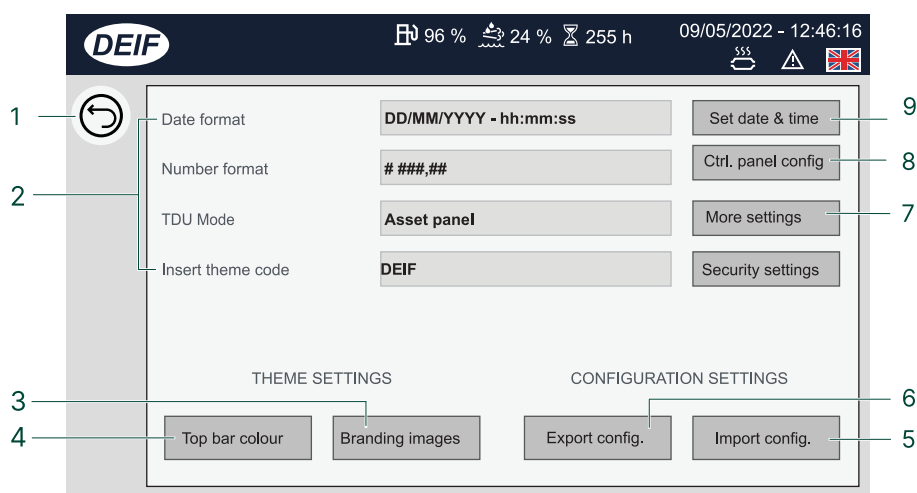 DEIF
96 % 24 % 255 h
09/05/2022 - 12:46:16
1
2
Date format DD/MM/YYYY - hh:mm:ss Set date & time 9
Number format # ###,## Ctrl. panel config 8
TDU Mode Asset panel More settings 7
Insert theme code DEIF Security settings
THEME SETTINGS CONFIGURATION SETTINGS
3 6
4 Top bar colour Branding images Export config. Import config. 5